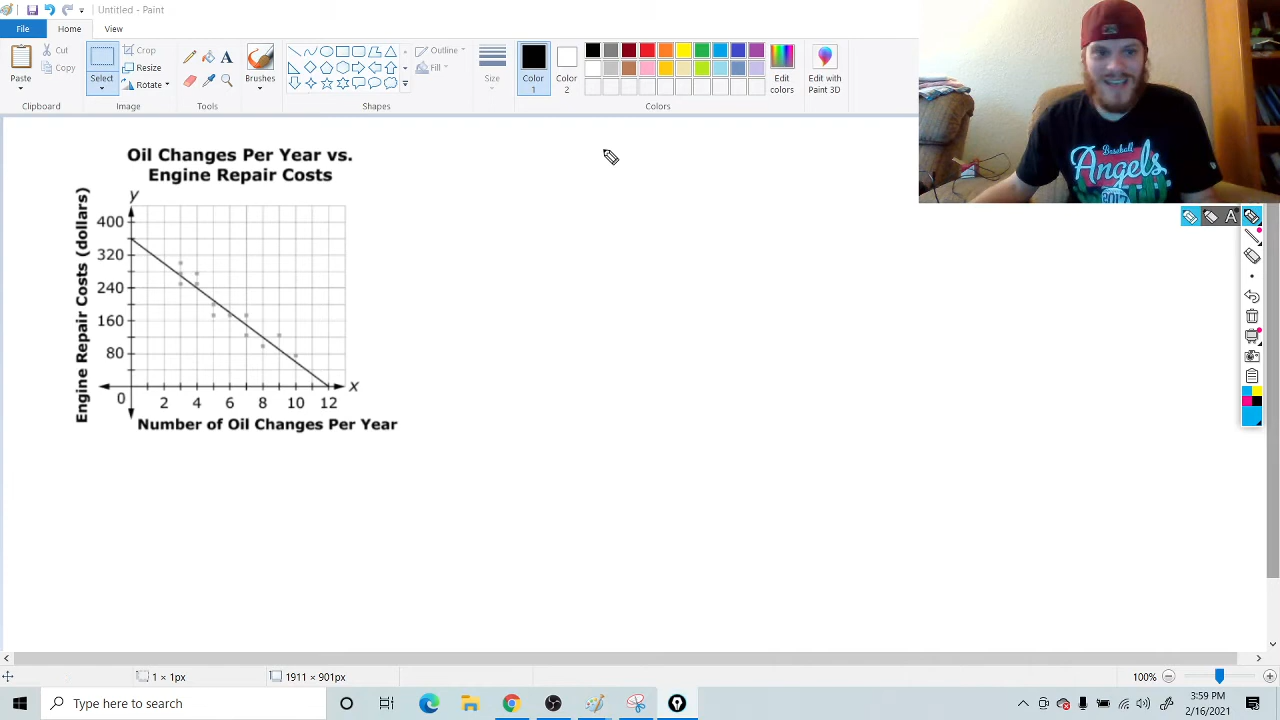 Untitled - Paint
File Home View
Paste
Cut
Copy
Clipboard
Select
Crop
Resize
Rotate
Image
A
Tools
Brushes
Outline
Fill
Shapes
Size
Color
1
Color
2
Edit
colors
Colors
Edit with
Paint 3D
Baseball
Angels
2017
A
Oil Changes Per Year vs.
Engine Repair Costs
y
Engine Repair Costs (dollars)
400
320
240
160
80
0 2 4 6 8 10 12 x
Number of Oil Changes Per Year
1 × 1px
1911 × 901px
100%
Type here to search
3:59 PM
2/16/2021